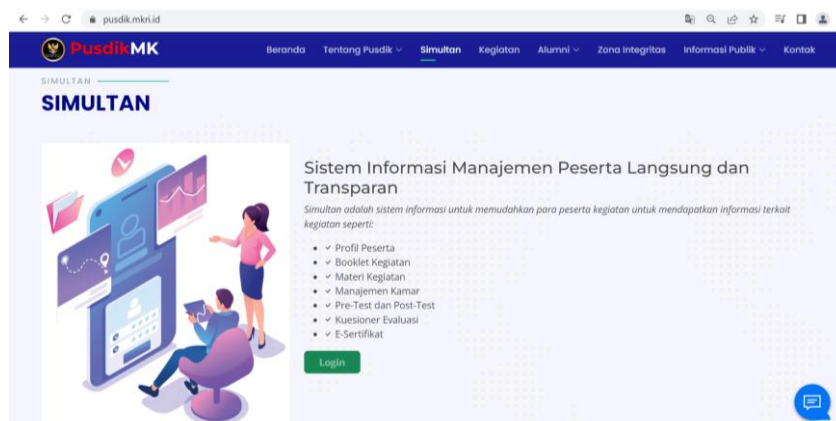 pusdik.mkri.id
PusdikMK
Beranda Tentang Pusdik Simultan Kegiatan Alumni Zona Integritas Informasi Publik Kontak
SIMULTAN
SIMULTAN
Sistem Informasi Manajemen Peserta Langsung dan
Transparan
Simultan adalah sistem informasi untuk memudahkan para peserta kegiatan untuk mendapatkan informasi terkait
kegiatan seperti:
• ✓ Profil Peserta
• ✓ Booklet Kegiatan
• ✓ Materi Kegiatan
• ✓ Manajemen Kamar
• ✓ Pre-Test dan Post-Test
• ✓ Kuesioner Evaluasi
• ✓ E-Sertifikat
Login